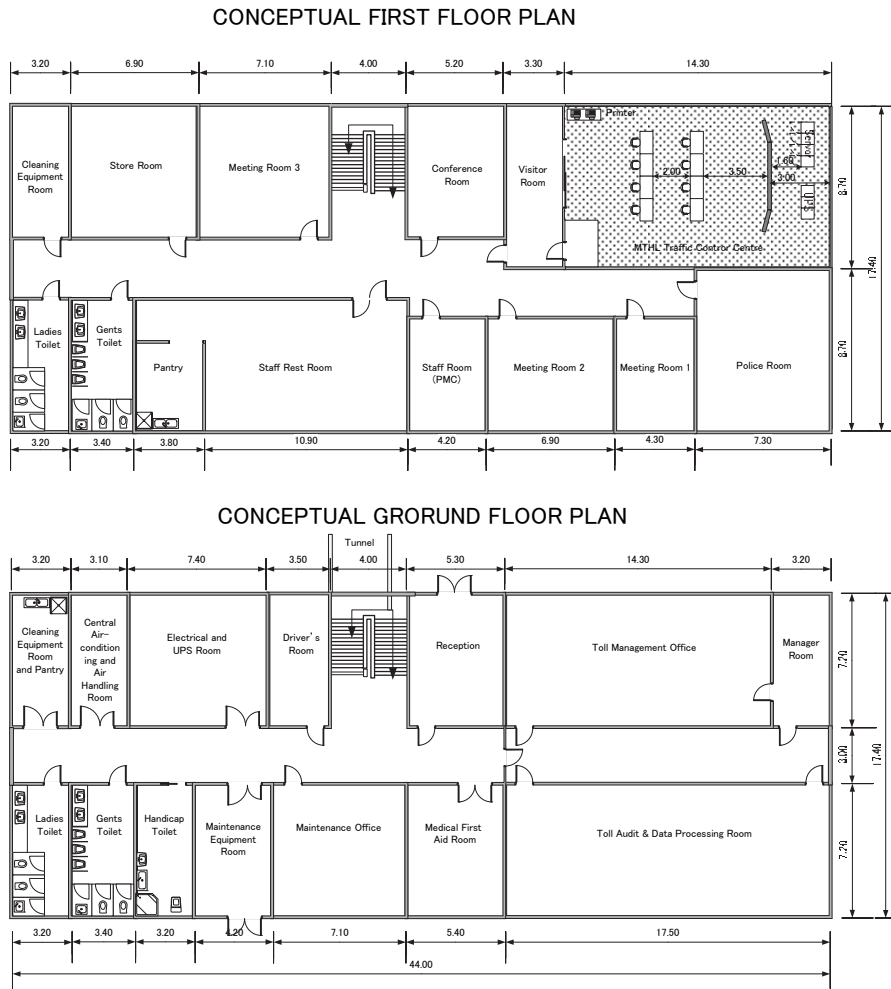 CONCEPTUAL FIRST FLOOR PLAN
3.20 6.90 7.10 4.00 5.20 3.30 14.30
Printer
Server
Cleaning
Equipment
Room
Store Room
Meeting Room 3
Conference
Room
Visitor
Room
1.60
2.00 3.50 3.00
UPS
8.70
17.40
MTHL Traffic Contror Centre
Ladies
Toilet
Gents
Toilet
Pantry
Staff Rest Room
Staff Room
(PMC)
Meeting Room 2
Meeting Room 1
Police Room
8.70
3.20 3.40 3.80 10.90 4.20 6.90 4.30 7.30
CONCEPTUAL GRORUND FLOOR PLAN
Tunnel
3.20 3.10 7.40 3.50 4.00 5.30 14.30 3.20
Cleaning
Equipment
Room
and Pantry
Central
Air-
condition
ing and
Air
Handling
Room
Electrical and
UPS Room
Driver's
Room
Reception
Toll Management Office
Manager
Room
7.20
3.00
17.40
Ladies
Toilet
Gents
Toilet
Handicap
Toilet
Maintenance
Equipment
Room
Maintenance Office
Medical First
Aid Room
Toll Audit & Data Processing Room
7.20
3.20 3.40 3.20 4.20 7.10 5.40 17.50
44.00